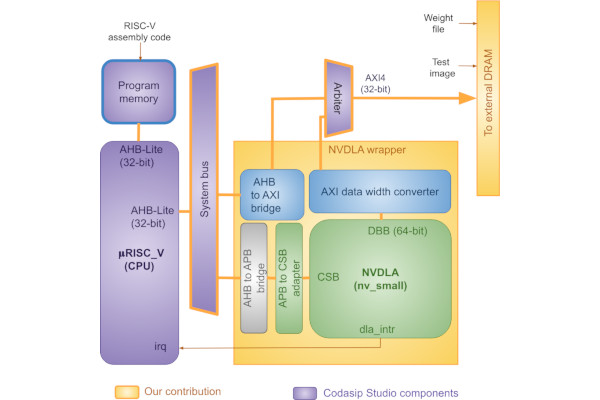 RISC-V
assembly code
Weight
file
Test
image
To external DRAM
Program
memory
Arbiter
AXI4
(32-bit)
System bus
AHB-Lite
(32-bit)
AHB-Lite
(32-bit)
µRISC_V
(CPU)
irq
NVDLA wrapper
AHB
to AXI
bridge
AXI data width converter
AHB to APB
bridge
APB to CSB
adapter
DBB (64-bit)
CSB
NVDLA
(nv_small)
dla_intr
Our contribution
Codasip Studio components